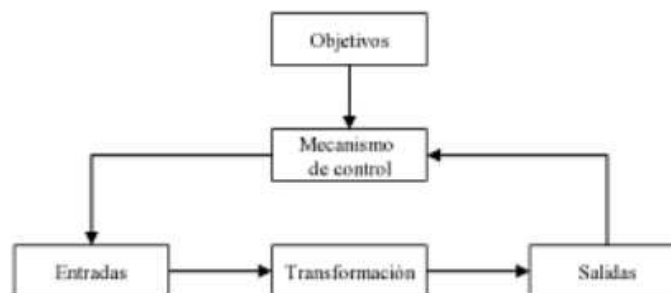 Objetivos
Mecanismo
de control
Entradas
Transformación
Salidas